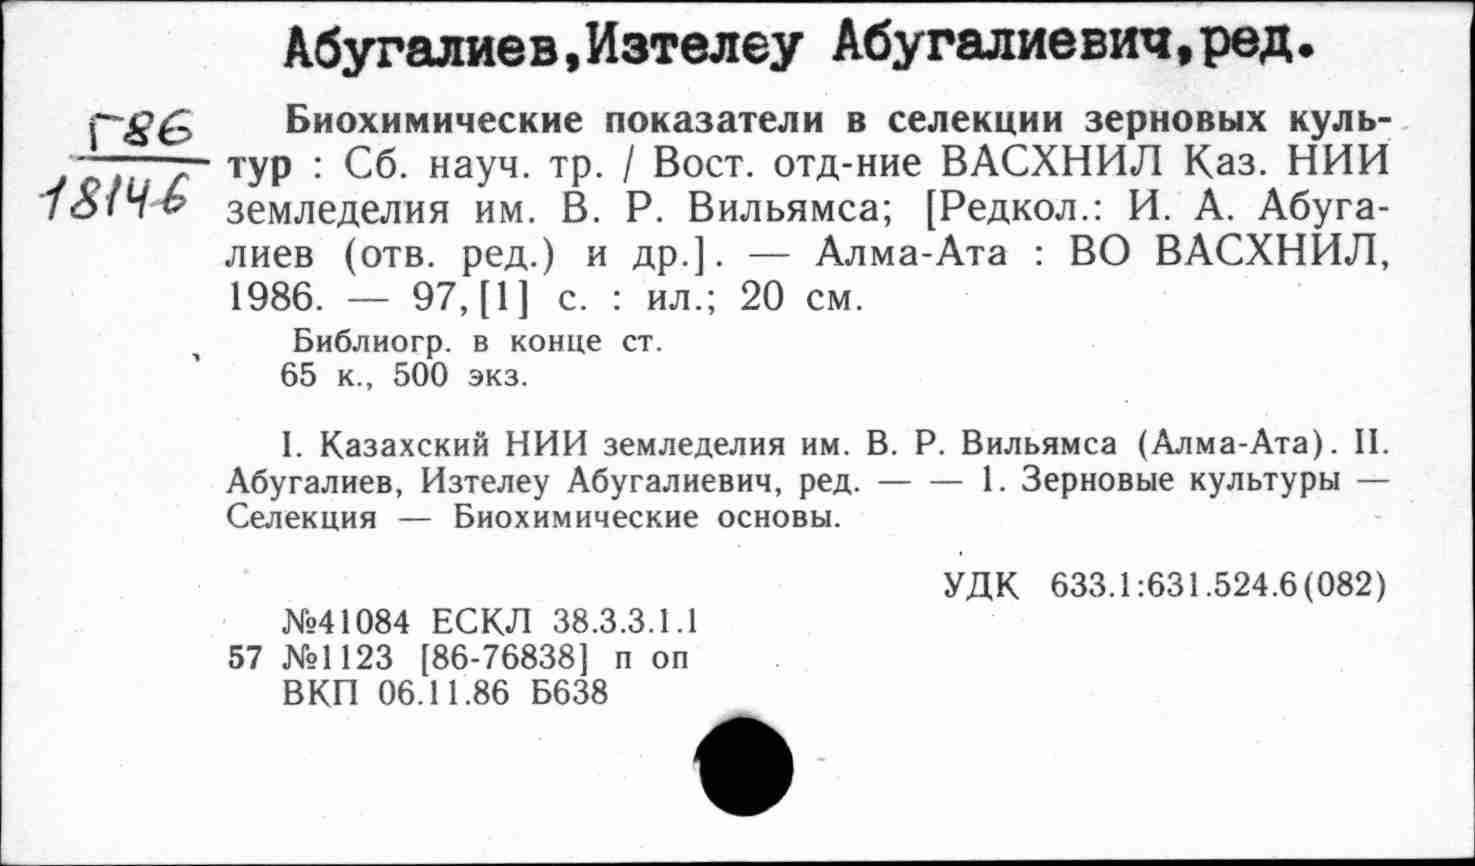 Абугалиев,Изтелеу Абугалиевич,ред.
Г86
18146
Биохимические показатели в селекции зерновых куль-
тур : Сб. науч. тр. / Вост. отд-ние ВАСХНИЛ Каз. НИИ
земледелия им. В. Р. Вильямса; [Редкол.: И. А. Абуга-
лиев (отв. ред.) и др.]. — Алма-Ата : ВО ВАСХНИЛ,
1986. — 97,[1] с. : ил.; 20 см.
Библиогр. в конце ст.
65 к., 500 экз.
I. Казахский НИИ земледелия им. В. Р. Вильямса (Алма-Ата). II.
Абугалиев, Изтелеу Абугалиевич, ред. — — 1. Зерновые культуры —
Селекция — Биохимические основы.
УДК 633.1:631.524.6(082)
№41084 ЕСКЛ 38.3.3.1.1
57 №1123 [86-76838] п оп
ВКП 06.11.86 Б638